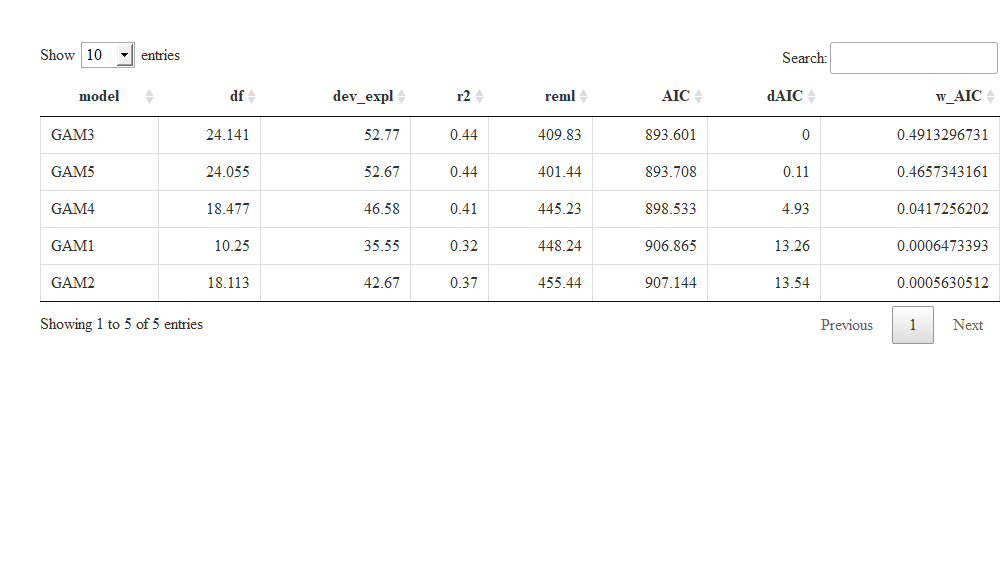 Show 10 entries
Search:
model df dev_expl r2 reml AIC dAIC w_AIC
GAM3 24.141 52.77 0.44 409.83 893.601 0 0.4913296731
GAM5 24.055 52.67 0.44 401.44 893.708 0.11 0.4657343161
GAM4 18.477 46.58 0.41 445.23 898.533 4.93 0.0417256202
GAM1 10.25 35.55 0.32 448.24 906.865 13.26 0.0006473393
GAM2 18.113 42.67 0.37 455.44 907.144 13.54 0.0005630512
Showing 1 to 5 of 5 entries
Previous 1 Next